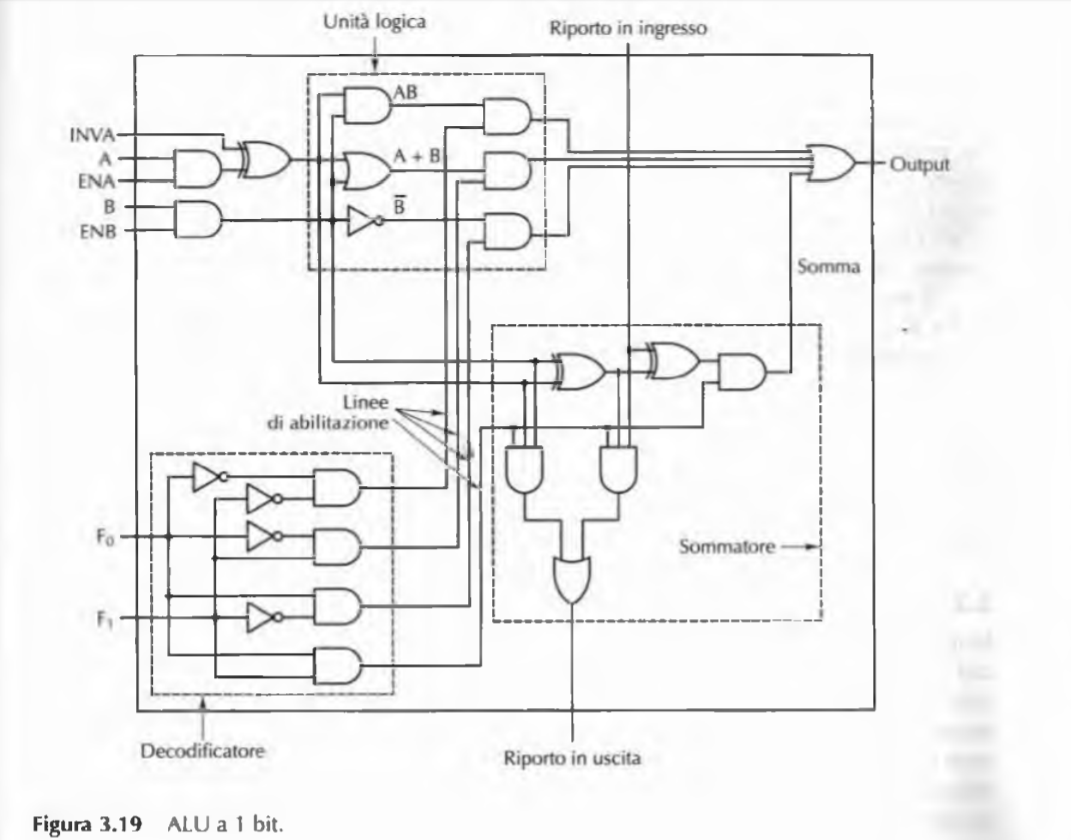 Unità logica
Riporto in ingresso
INVA
A
ENA
B
ENB
AB
A + B
B̅
Output
Somma
Linee
di abilitazione
F₀
F₁
Sommatore
Decodificatore
Riporto in uscita
Figura 3.19 ALU a 1 bit.